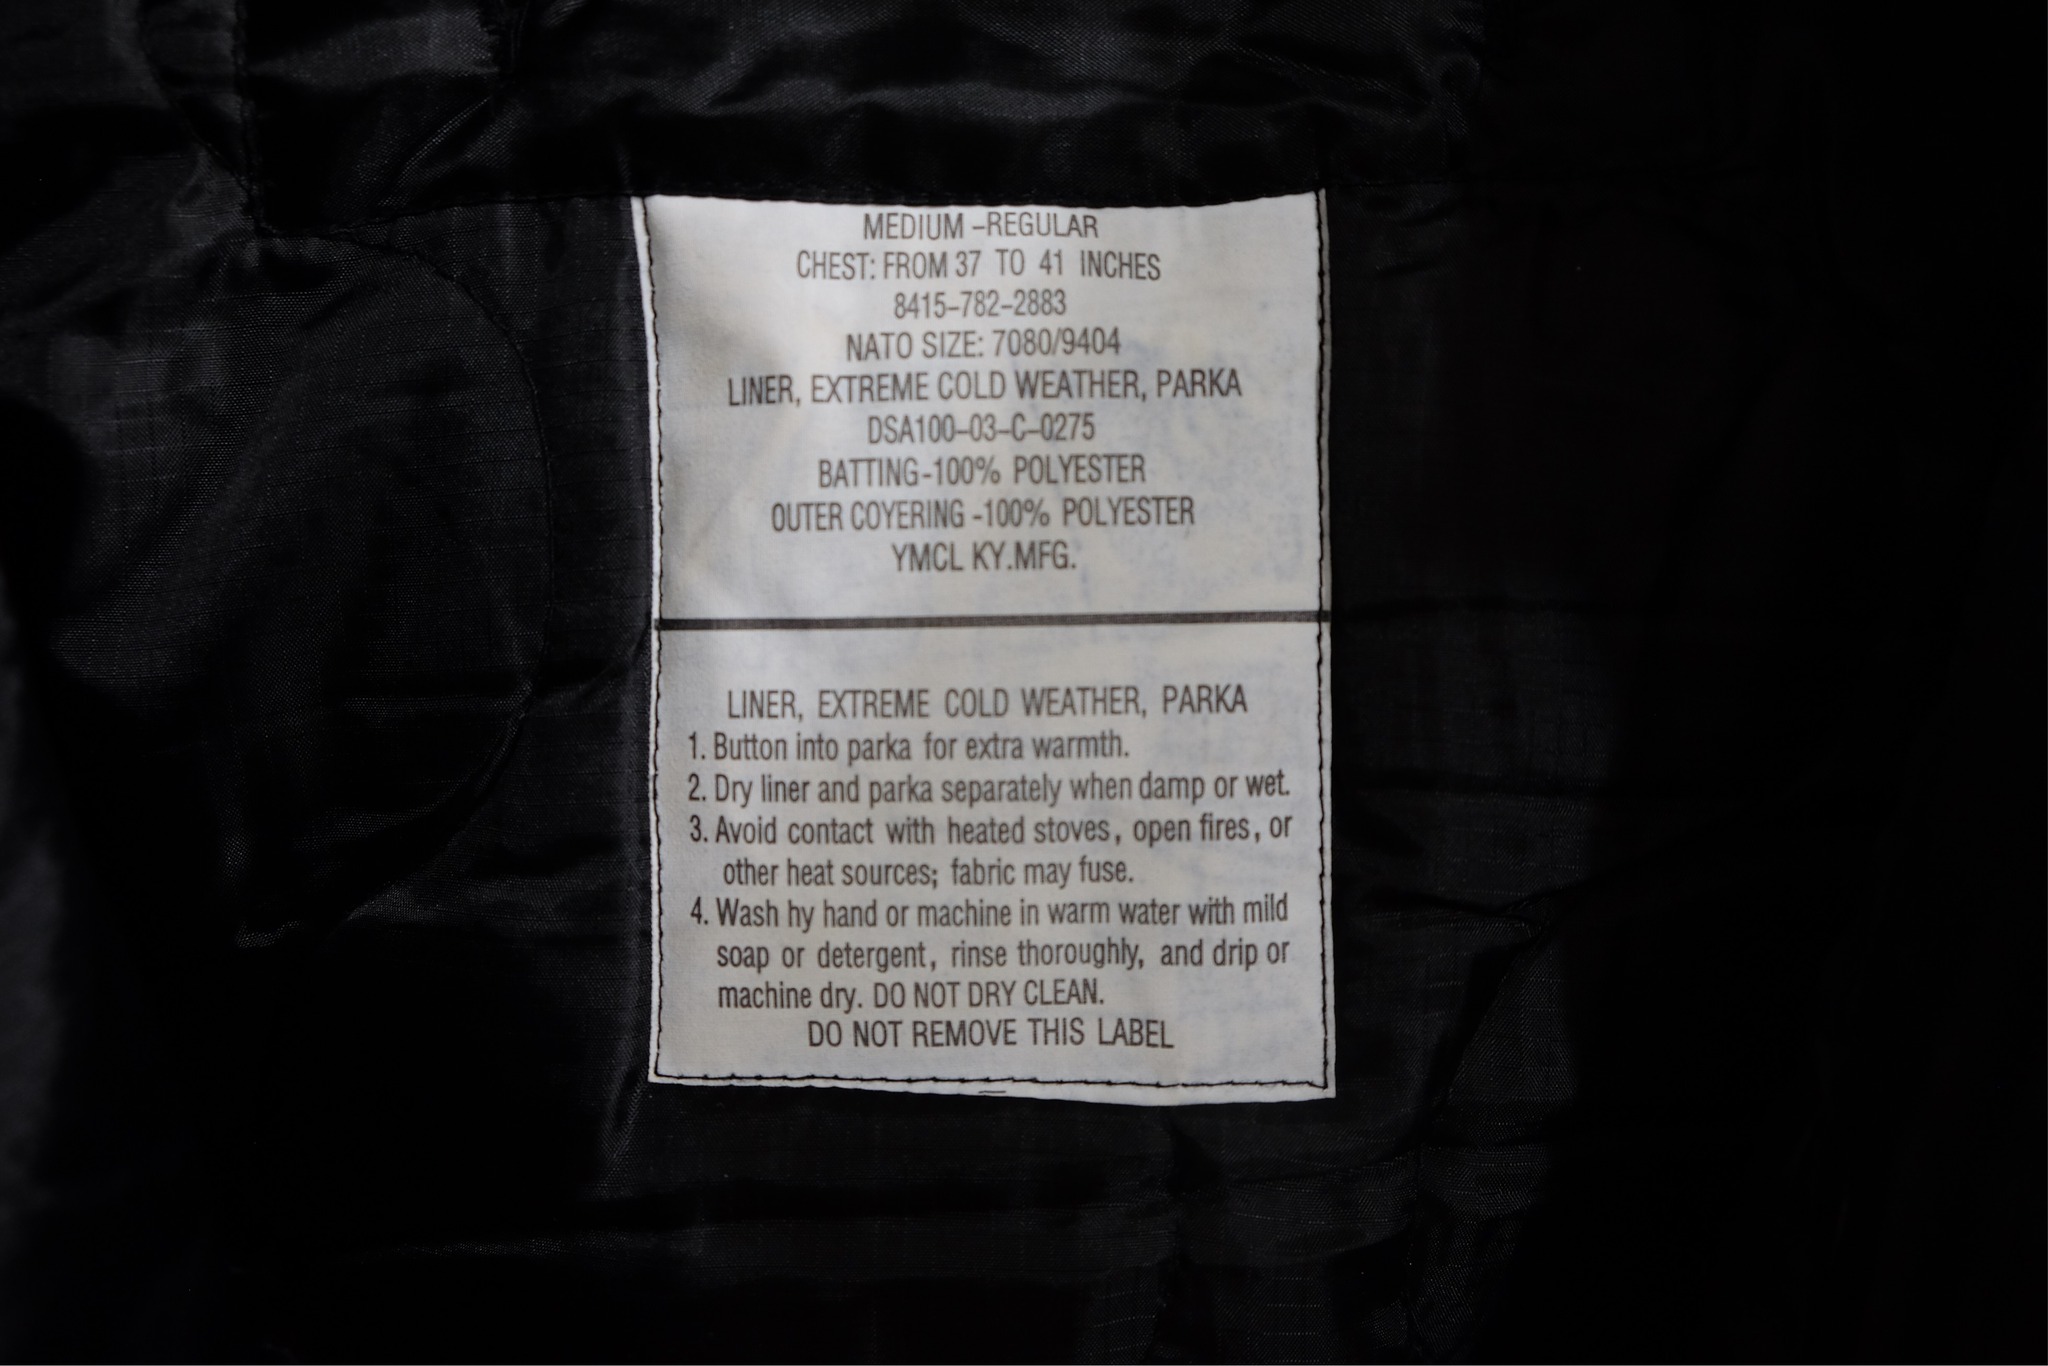 MEDIUM -REGULAR
CHEST: FROM 37 TO 41 INCHES
8415-782-2883
NATO SIZE: 7080/9404
LINER, EXTREME COLD WEATHER, PARKA
DSA100-03-C-0275
BATTING-100% POLYESTER
OUTER COYERING -100% POLYESTER
YMCL KY.MFG.
LINER, EXTREME COLD WEATHER, PARKA
1. Button into parka for extra warmth.
2. Dry liner and parka separately when damp or wet.
3. Avoid contact with heated stoves, open fires, or
other heat sources; fabric may fuse.
4. Wash hy hand or machine in warm water with mild
soap or detergent, rinse thoroughly, and drip or
machine dry. DO NOT DRY CLEAN.
DO NOT REMOVE THIS LABEL